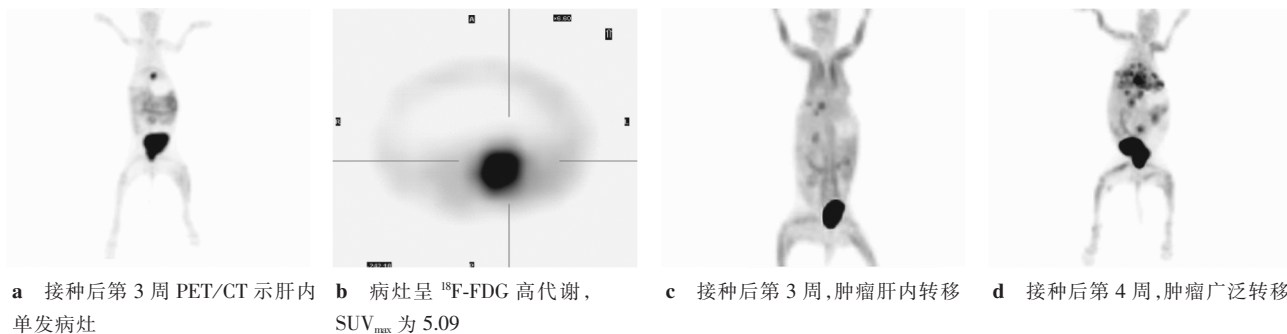 A
×6.60
a 接种后第 3 周 PET/CT 示肝内
单发病灶
b 病灶呈 ¹⁸F-FDG 高代谢，
SUVmax 为 5.09
c 接种后第 3 周，肿瘤肝内转移
d 接种后第 4 周，肿瘤广泛转移